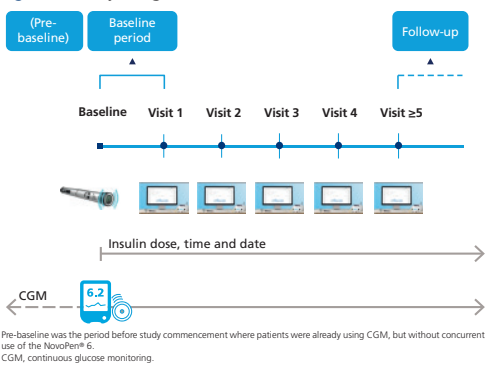 (Pre-
baseline)
Baseline
period
Follow-up
Baseline
Visit 1
Visit 2
Visit 3
Visit 4
Visit ≥5
Insulin dose, time and date
CGM
6.2
Pre-baseline was the period before study commencement where patients were already using CGM, but without concurrent
use of the NovoPen® 6.
CGM, continuous glucose monitoring.